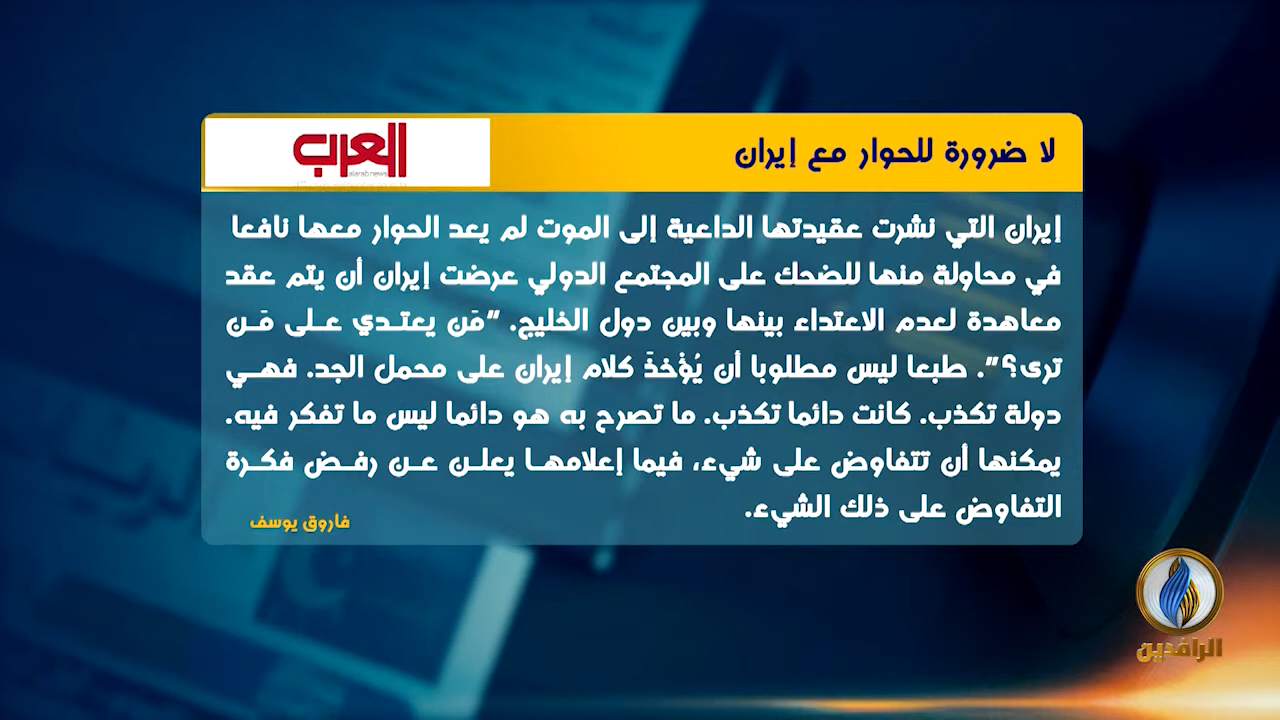 العرب
alarab news
لا ضرورة للحوار مع إيران
إيران التي نشرت عقيدتها الداعية إلى الموت لم يعد الحوار معها نافعا
في محاولة منها للضحك على المجتمع الدولي عرضت إيران أن يتم عقد
معاهدة لعدم الاعتداء بينها وبين دول الخليج. “مَن يعتدي على مَن
ترى؟”. طبعا ليس مطلوبا أن يُؤْخذَ كلام إيران على محمل الجد. فهي
دولة تكذب. كانت دائما تكذب. ما تصرح به هو دائما ليس ما تفكر فيه.
يمكنها أن تتفاوض على شيء، فيما إعلامها يعلن عن رفض فكرة
التفاوض على ذلك الشيء.
فاروق يوسف
الرافدين